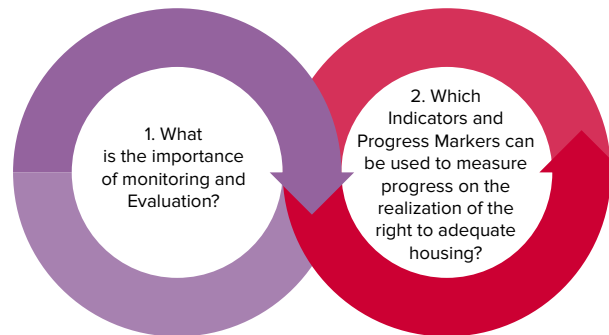 1. What
is the importance
of monitoring and
Evaluation?
2. Which
Indicators and
Progress Markers can
be used to measure
progress on the
realization of the
right to adequate
housing?